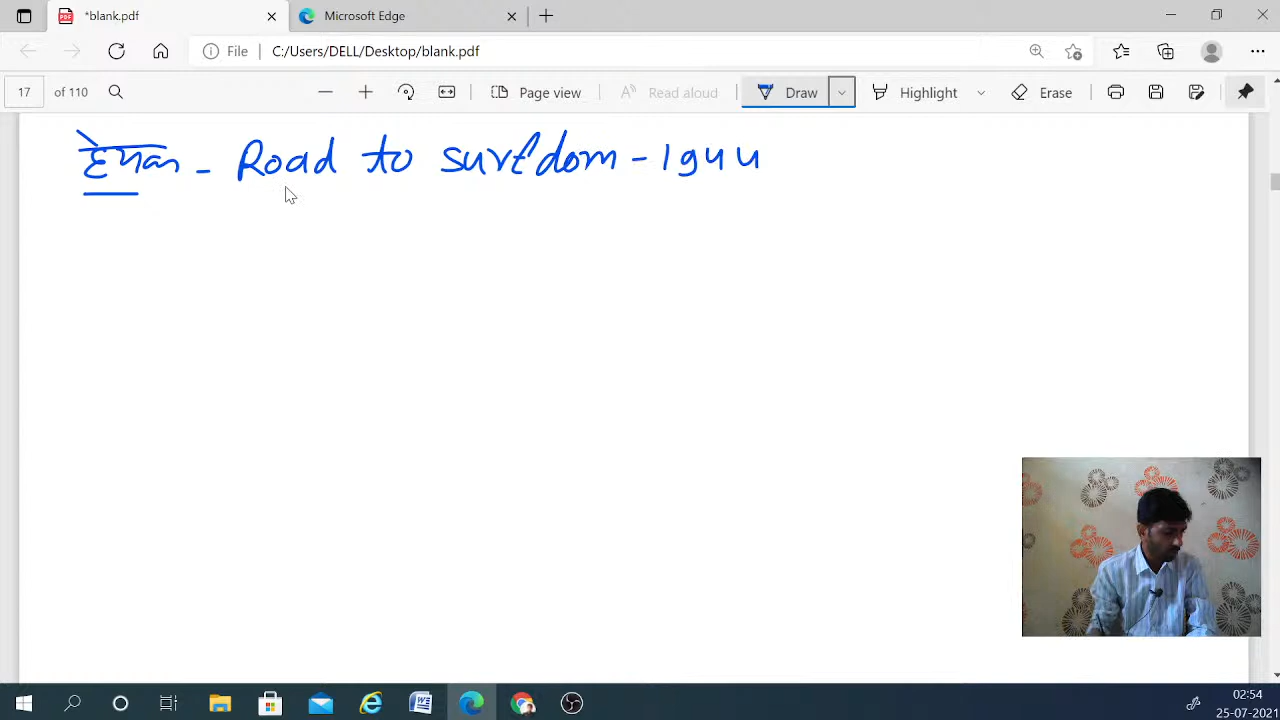 *blank.pdf
Microsoft Edge
File
C:/Users/DELL/Desktop/blank.pdf
17 of 110
Page view
Read aloud
Draw
Highlight
Erase
हेयक - Road to surfdom - 1944
02:54
25-07-2021